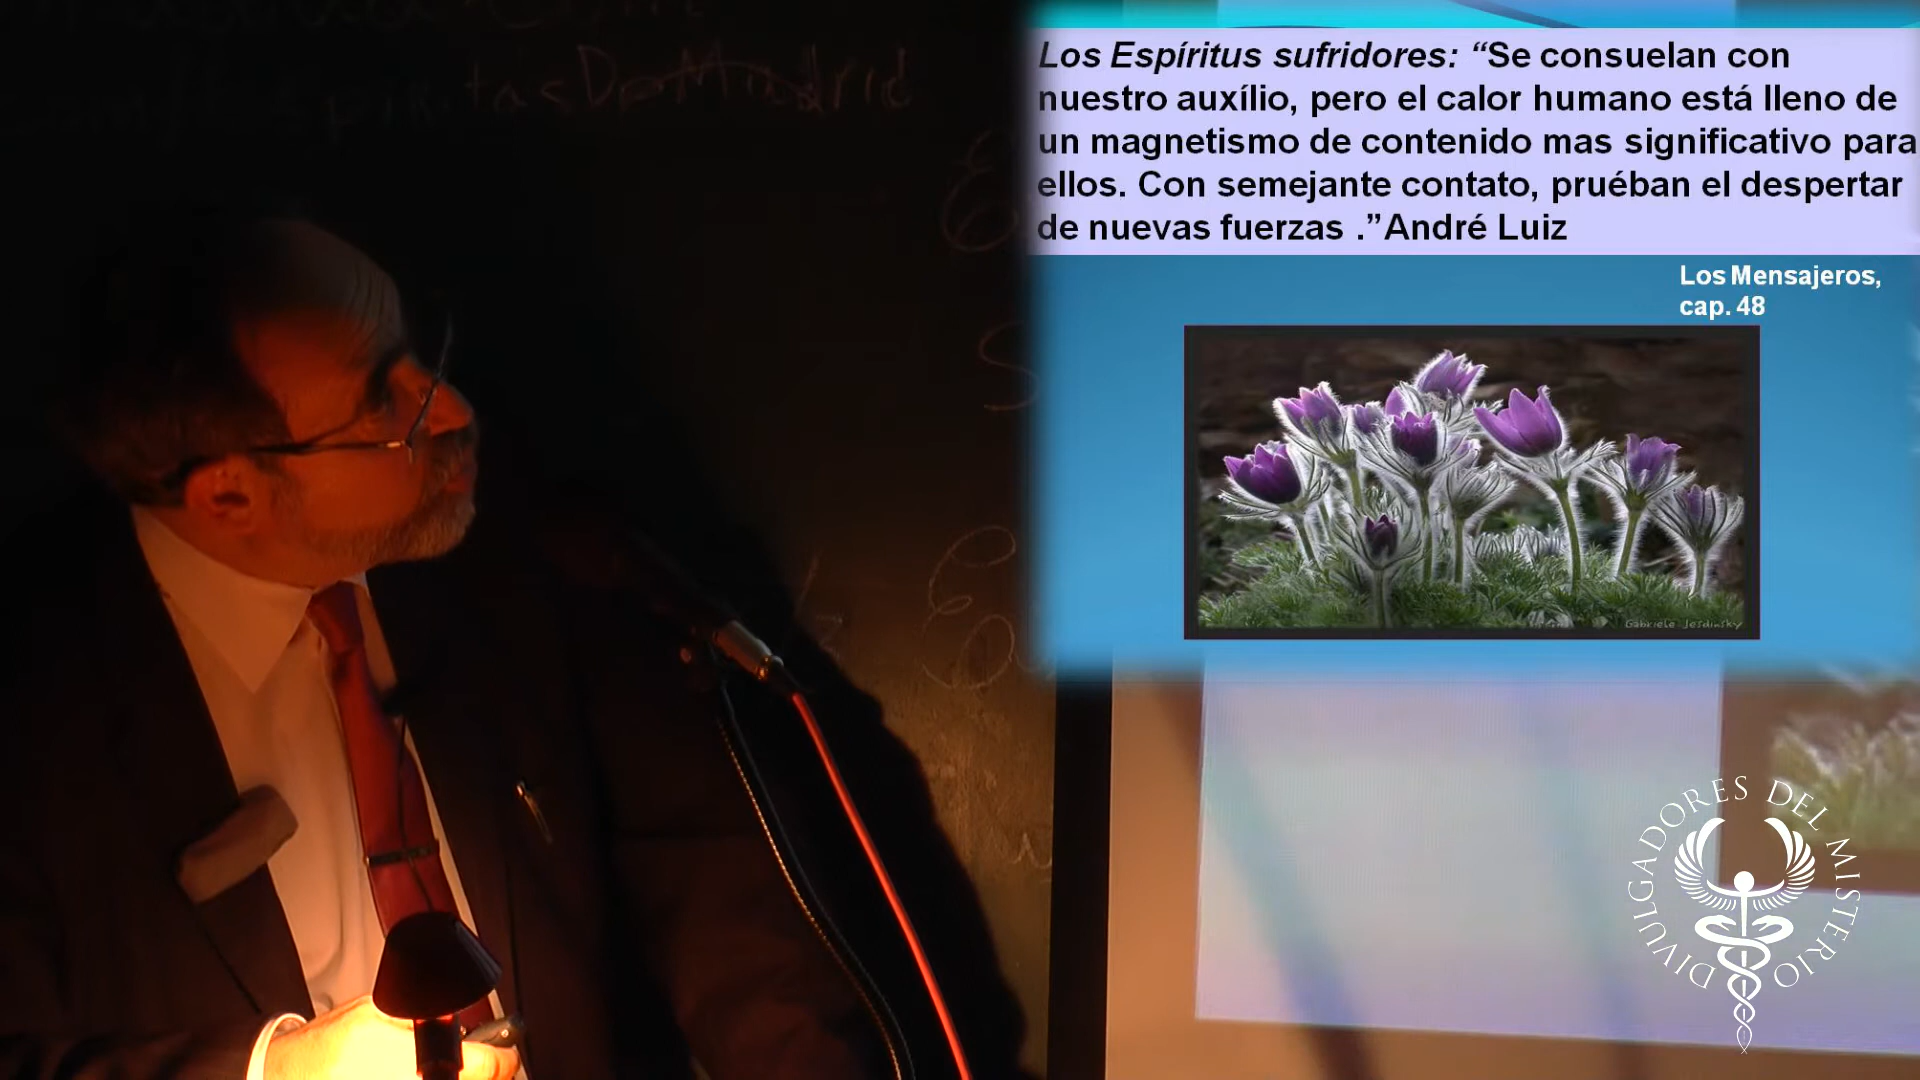 Los Espíritus sufridores: “Se consuelan con
nuestro auxílio, pero el calor humano está lleno de
un magnetismo de contenido mas significativo para
ellos. Con semejante contato, pruéban el despertar
de nuevas fuerzas .”André Luiz
Los Mensajeros,
cap. 48
Gabriele Jesdinsky
DIVULGADORES DEL MISTERIO
tasDeMadrid